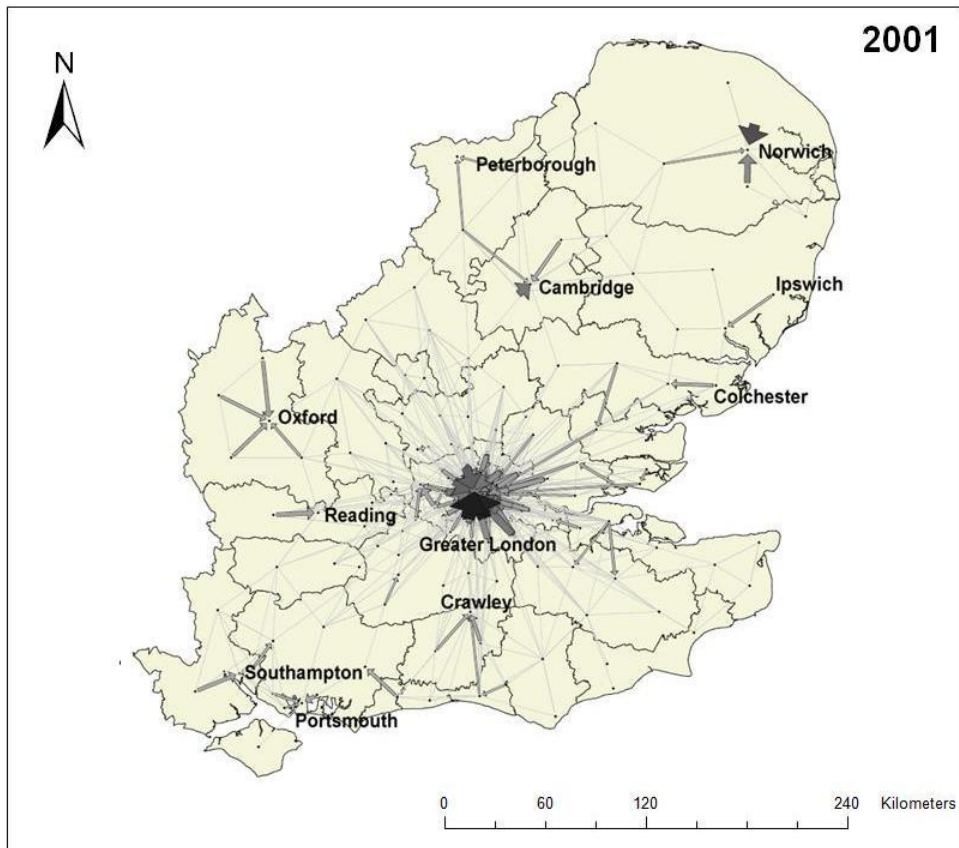 2001
N
Peterborough
Norwich
Cambridge
Ipswich
Colchester
Oxford
Reading
Greater London
Crawley
Southampton
Portsmouth
0 60 120 240 Kilometers